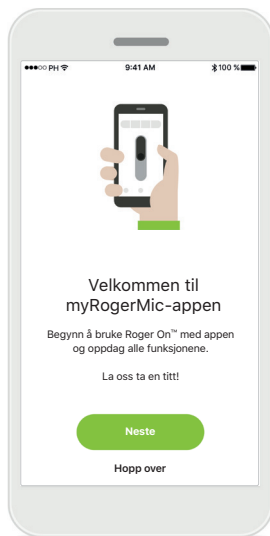 ●●●○○ PH 9:41 AM 100 %
Velkommen til
myRogerMic-appen
Begynn å bruke Roger On™ med appen
og oppdag alle funksjonene.
La oss ta en titt!
Neste
Hopp over